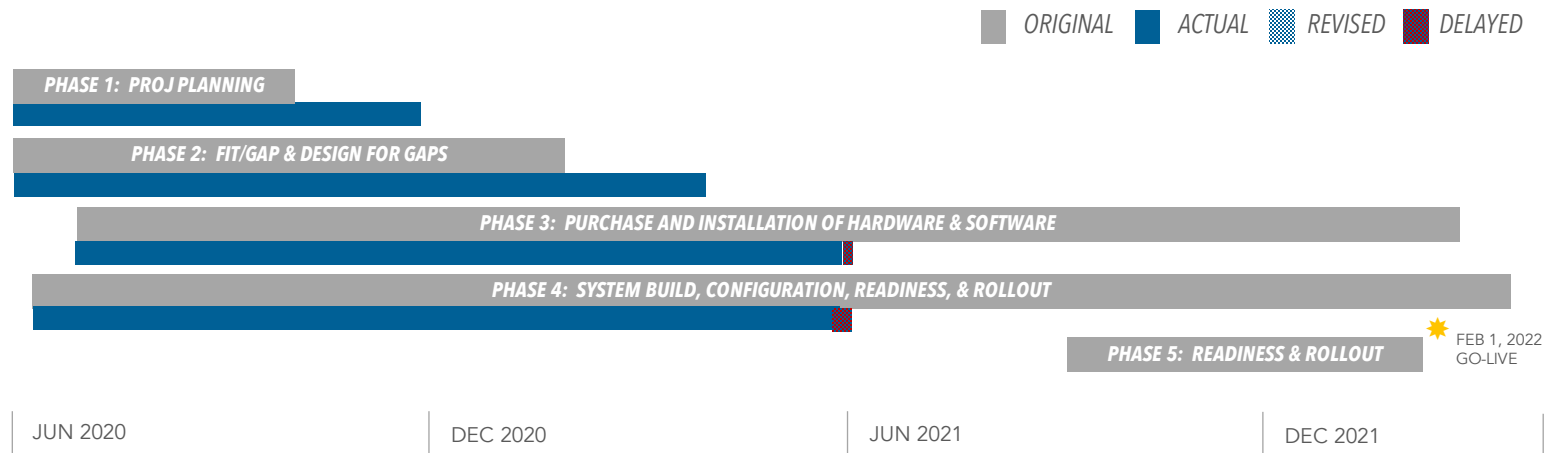 ORIGINAL ACTUAL REVISED DELAYED
PHASE 1: PROJ PLANNING
PHASE 2: FIT/GAP & DESIGN FOR GAPS
PHASE 3: PURCHASE AND INSTALLATION OF HARDWARE & SOFTWARE
PHASE 4: SYSTEM BUILD, CONFIGURATION, READINESS, & ROLLOUT
PHASE 5: READINESS & ROLLOUT
FEB 1, 2022
GO-LIVE
JUN 2020 DEC 2020 JUN 2021 DEC 2021